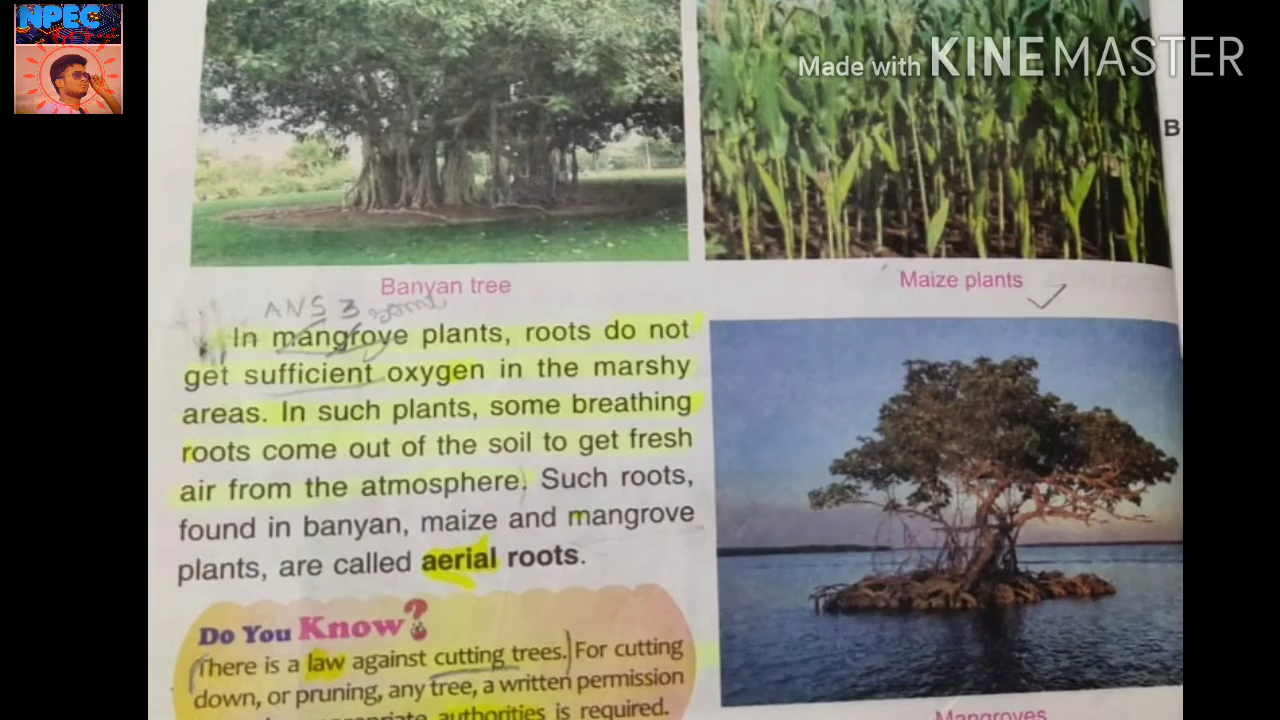 NPEC
Made with KINEMASTER
B
Banyan tree
Maize plants
ANS 3
In mangrove plants, roots do not
get sufficient oxygen in the marshy
areas. In such plants, some breathing
roots come out of the soil to get fresh
air from the atmosphere. Such roots,
found in banyan, maize and mangrove
plants, are called aerial roots.
Do You Know?
There is a law against cutting trees. For cutting
down, or pruning, any tree, a written permission
authorities is required.
Mangroves